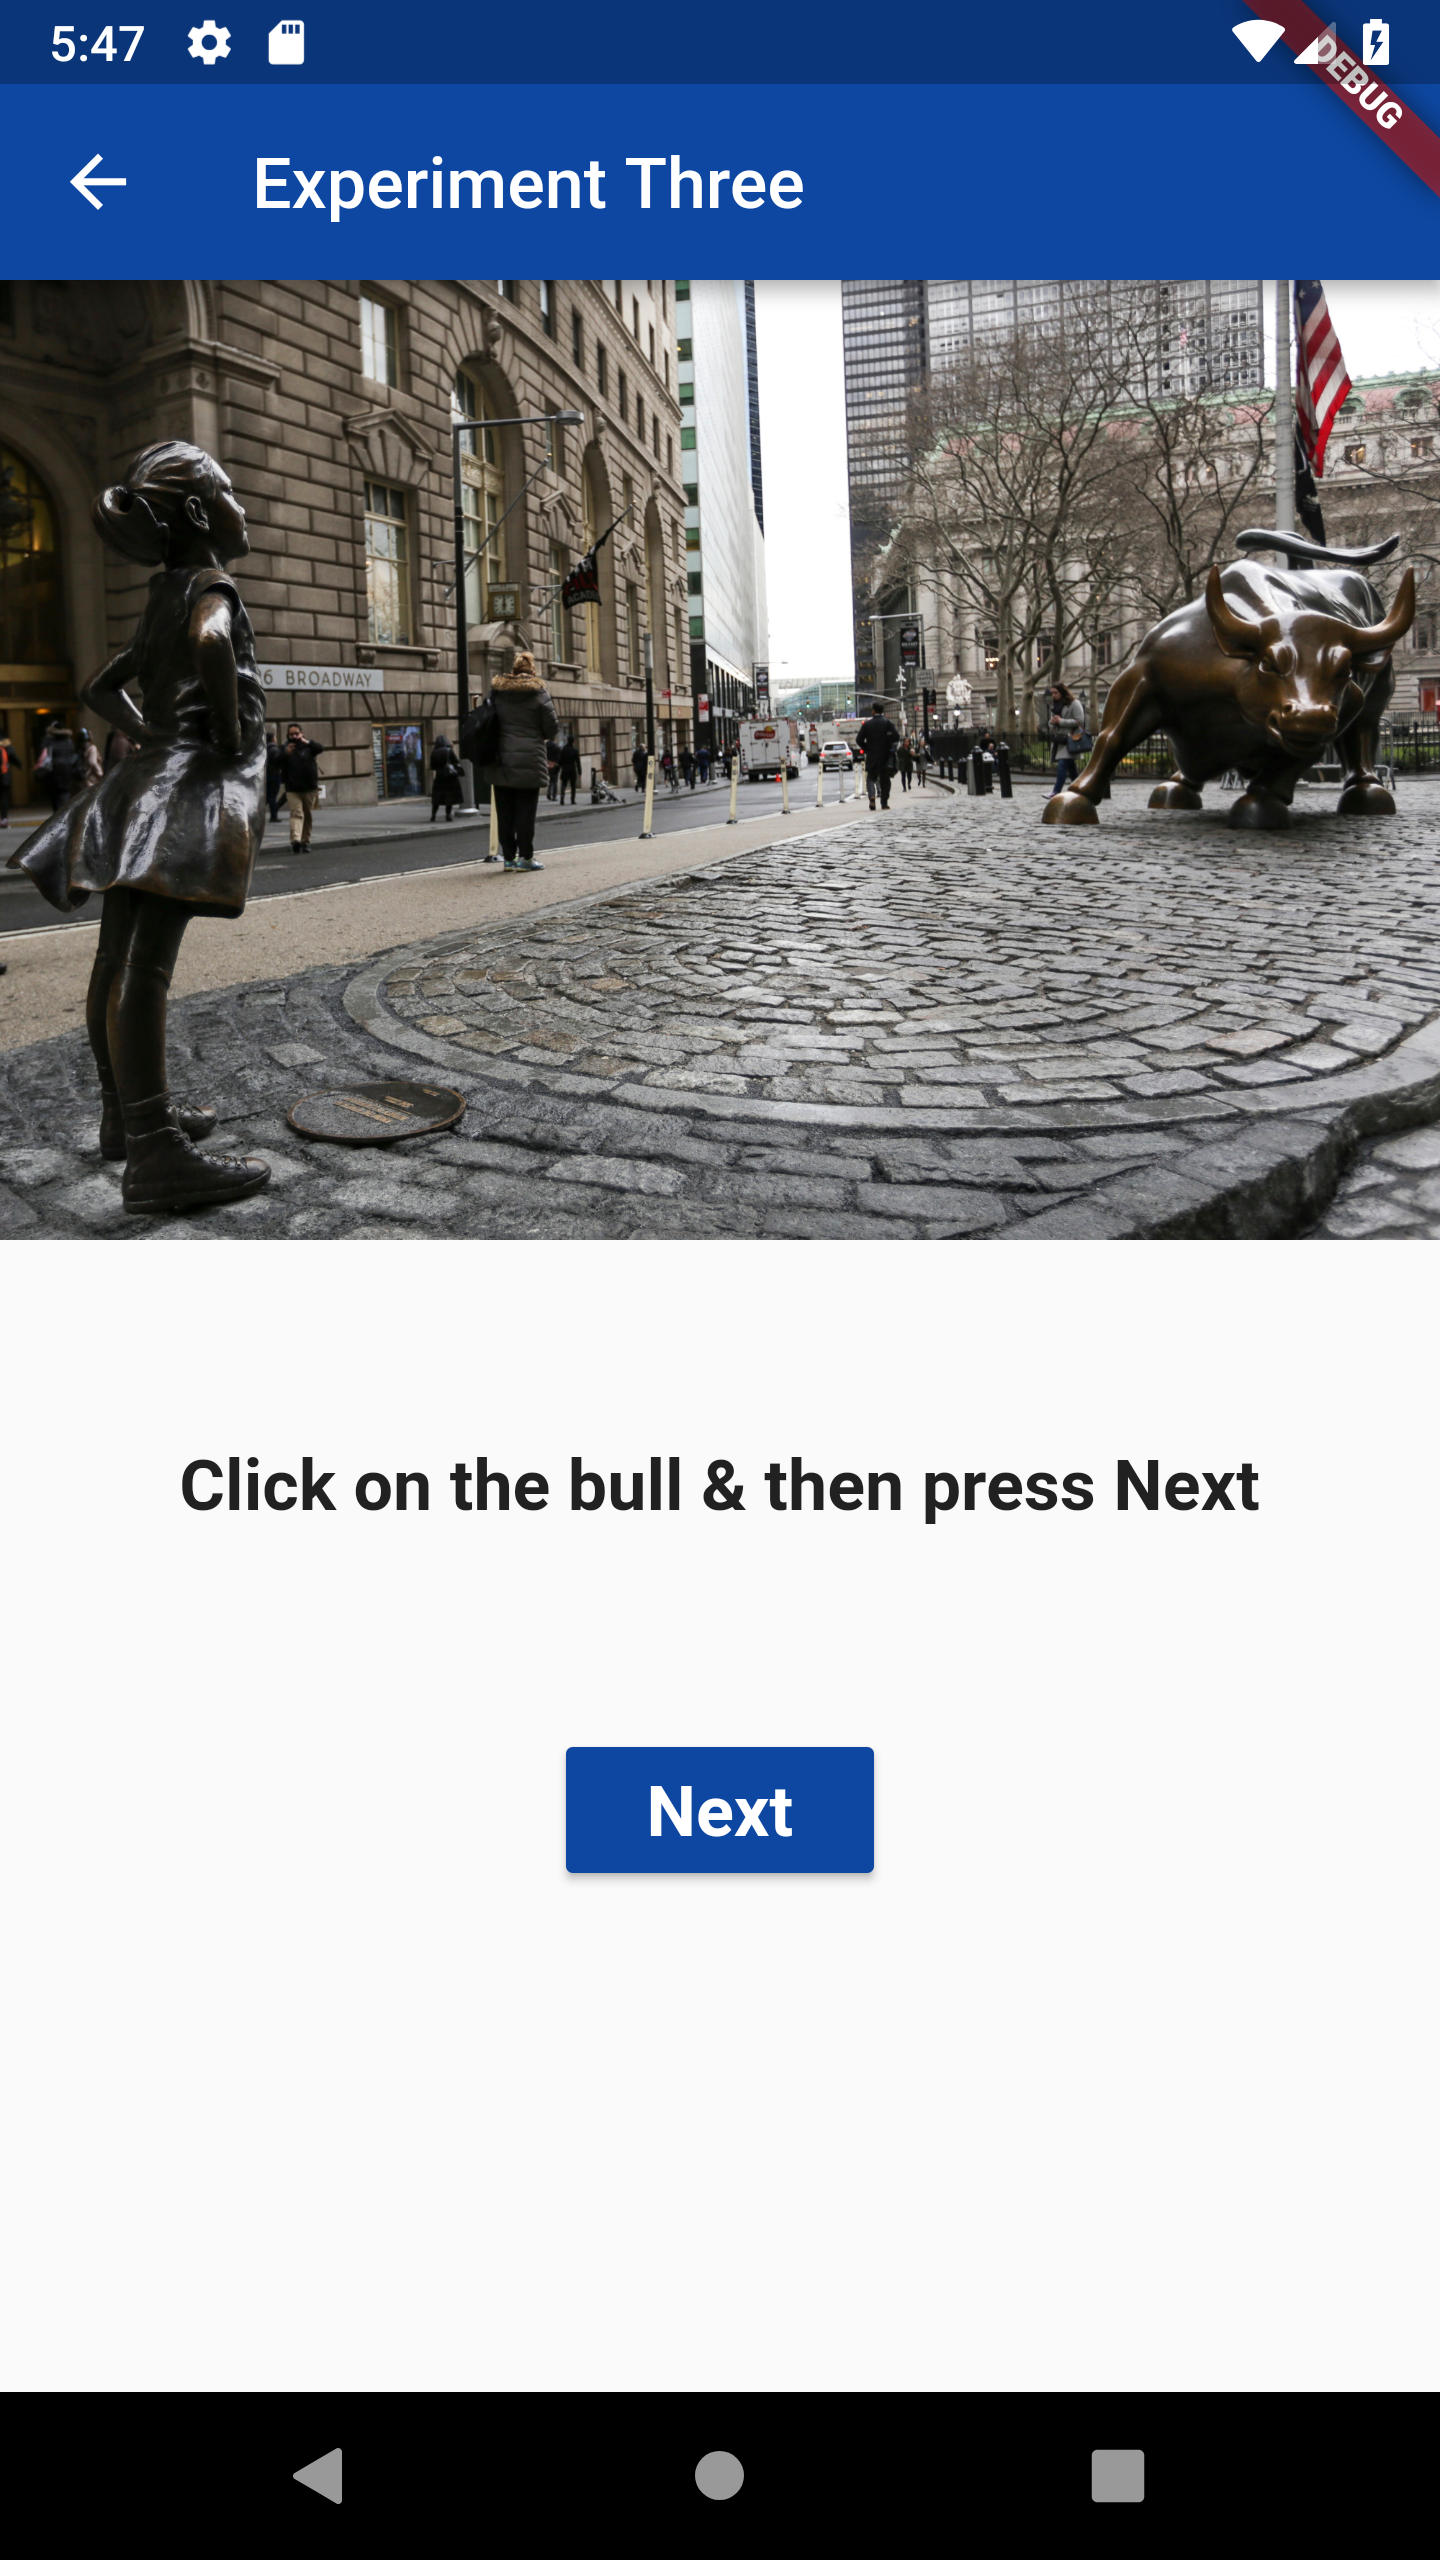 5:47
DEBUG
Experiment Three
6 BROADWAY
Click on the bull & then press Next
Next